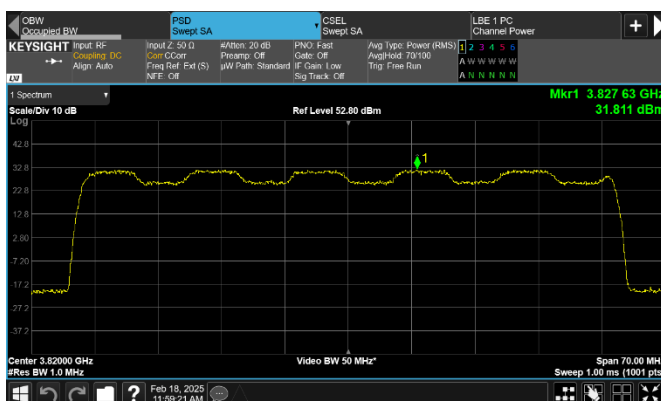 OBW
Occupied BW
PSD
Swept SA
CSEL
Swept SA
LBE 1 PC
Channel Power
KEYSIGHT
Input: RF
Coupling: DC
Align: Auto
Input Z: 50 Ω
Corr CCorr
Freq Ref: Ext (S)
NFE: Off
#Atten: 20 dB
Preamp: Off
µW Path: Standard
PNO: Fast
Gate: Off
IF Gain: Low
Sig Track: Off
Avg Type: Power (RMS)
Avg|Hold: 70/100
Trig: Free Run
1 2 3 4 5 6
A W W W W W
A N N N N N
LXI
1 Spectrum
Mkr1 3.827 63 GHz
Scale/Div 10 dB
Ref Level 52.80 dBm
31.811 dBm
Log
42.8
32.8
22.8
12.8
2.80
-7.20
-17.2
-27.2
-37.2
1
Center 3.82000 GHz
Video BW 50 MHz*
Span 70.00 MH
#Res BW 1.0 MHz
Sweep 1.00 ms (1001 pts
?
Feb 18, 2025
11:59:21 AM